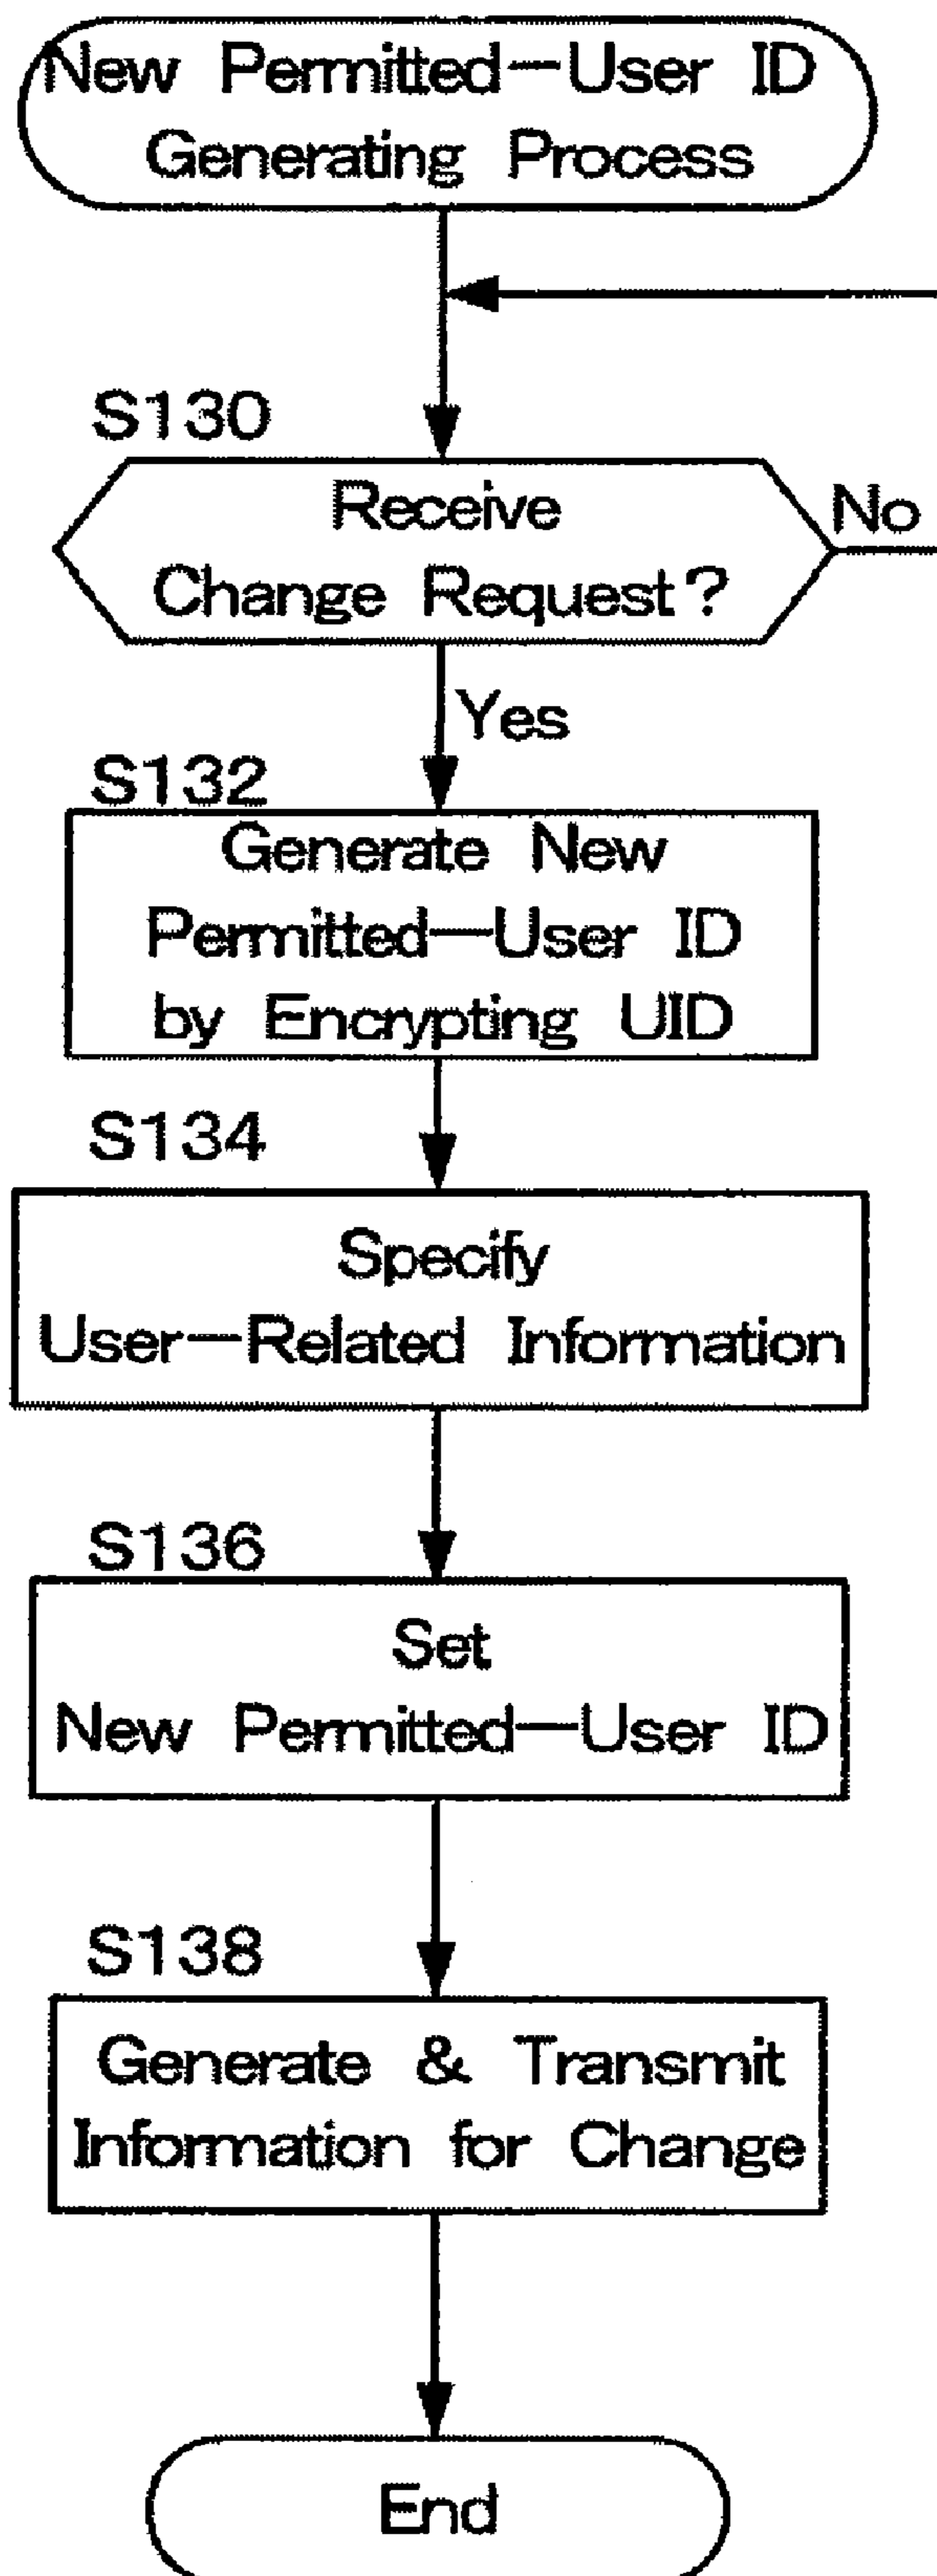 New Permitted-User ID
Generating Process
S130
Receive
Change Request?
No
Yes
S132
Generate New
Permitted-User ID
by Encrypting UID
S134
Specify
User-Related Information
S136
Set
New Permitted-User ID
S138
Generate & Transmit
Information for Change
End